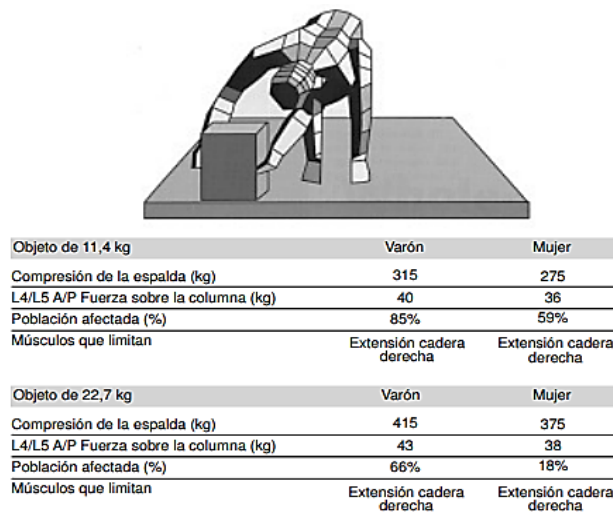 Objeto de 11,4 kg Varón Mujer
Compresión de la espalda (kg) 315 275
L4/L5 A/P Fuerza sobre la columna (kg) 40 36
Población afectada (%) 85% 59%
Músculos que limitan Extensión cadera Extensión cadera
derecha derecha
Objeto de 22,7 kg Varón Mujer
Compresión de la espalda (kg) 415 375
L4/L5 A/P Fuerza sobre la columna (kg) 43 38
Población afectada (%) 66% 18%
Músculos que limitan Extensión cadera Extensión cadera
derecha derecha